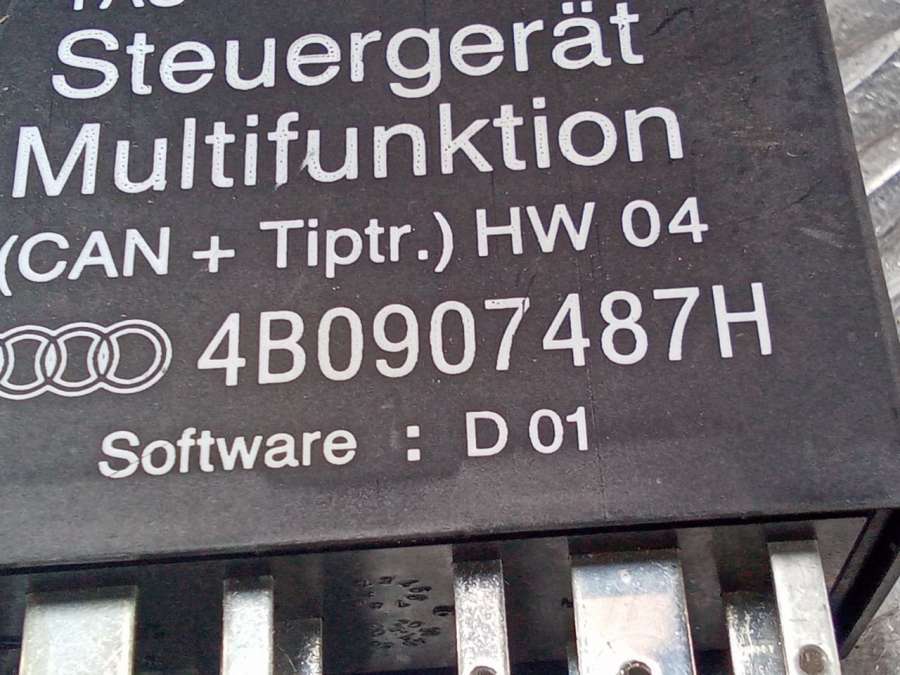 Steuergerät
Multifunktion
(CAN + Tiptr.) HW 04
4B0907487H
Software : D 01